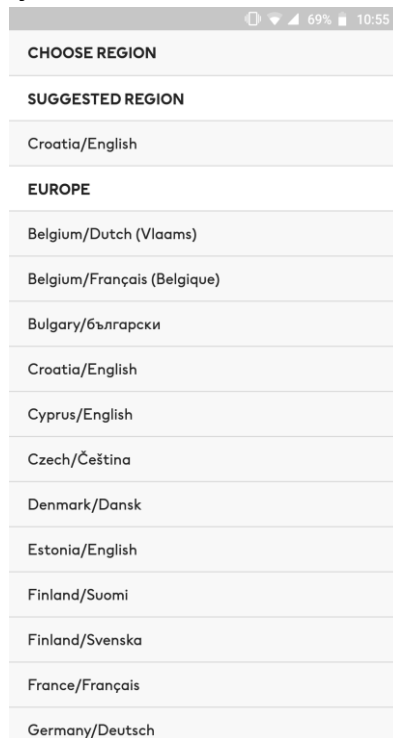 69% 10:55
CHOOSE REGION
SUGGESTED REGION
Croatia/English
EUROPE
Belgium/Dutch (Vlaams)
Belgium/Français (Belgique)
Bulgary/български
Croatia/English
Cyprus/English
Czech/Čeština
Denmark/Dansk
Estonia/English
Finland/Suomi
Finland/Svenska
France/Français
Germany/Deutsch